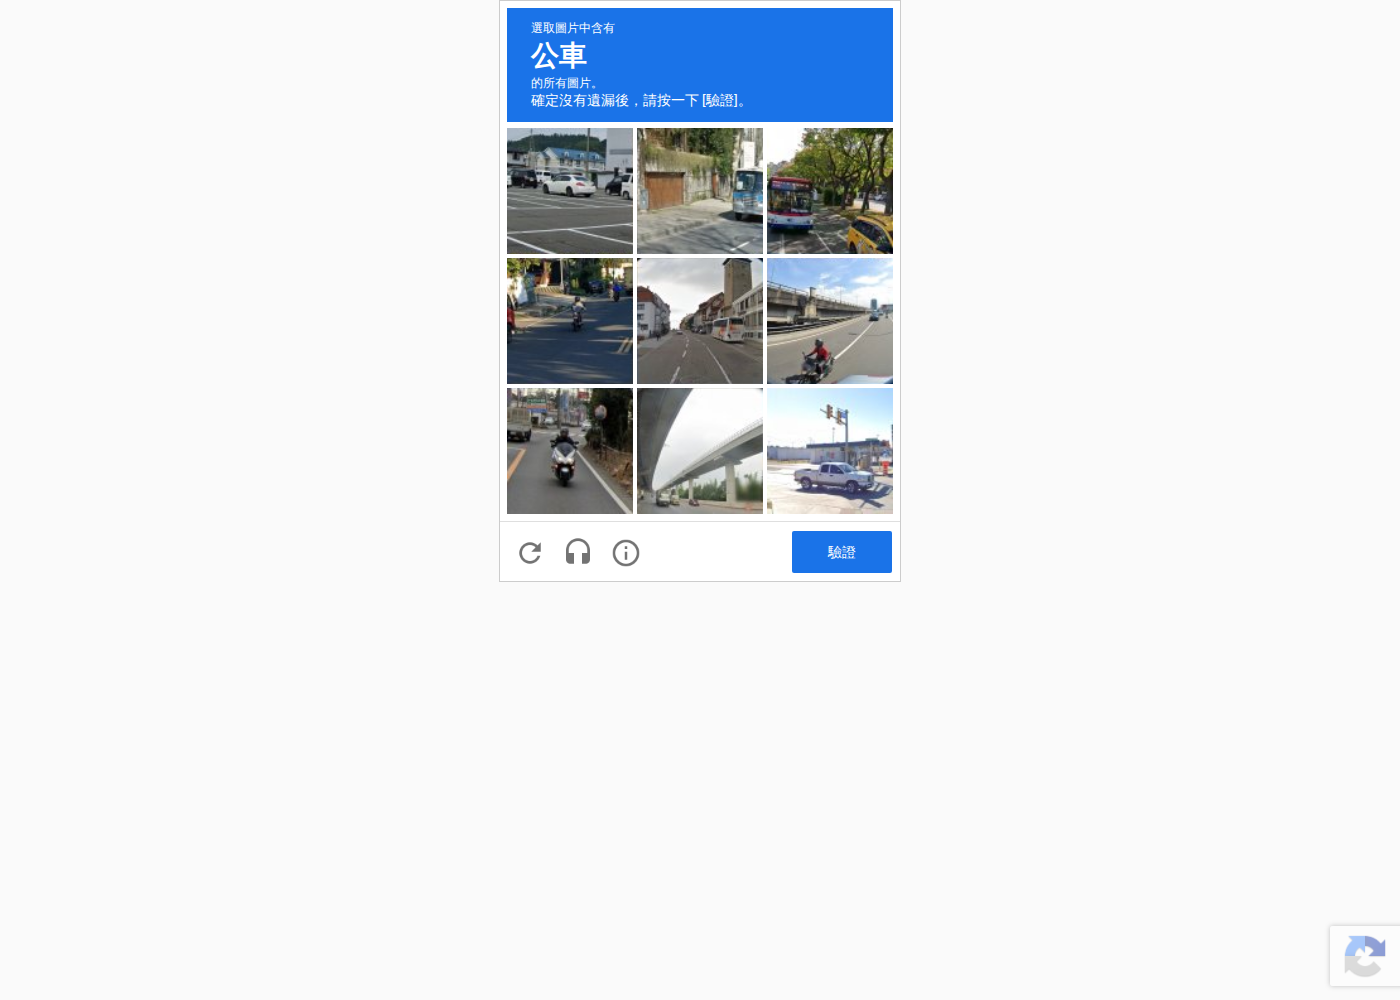 選取圖片中含有
公車
的所有圖片。
確定沒有遺漏後，請按一下 [驗證]。
驗證